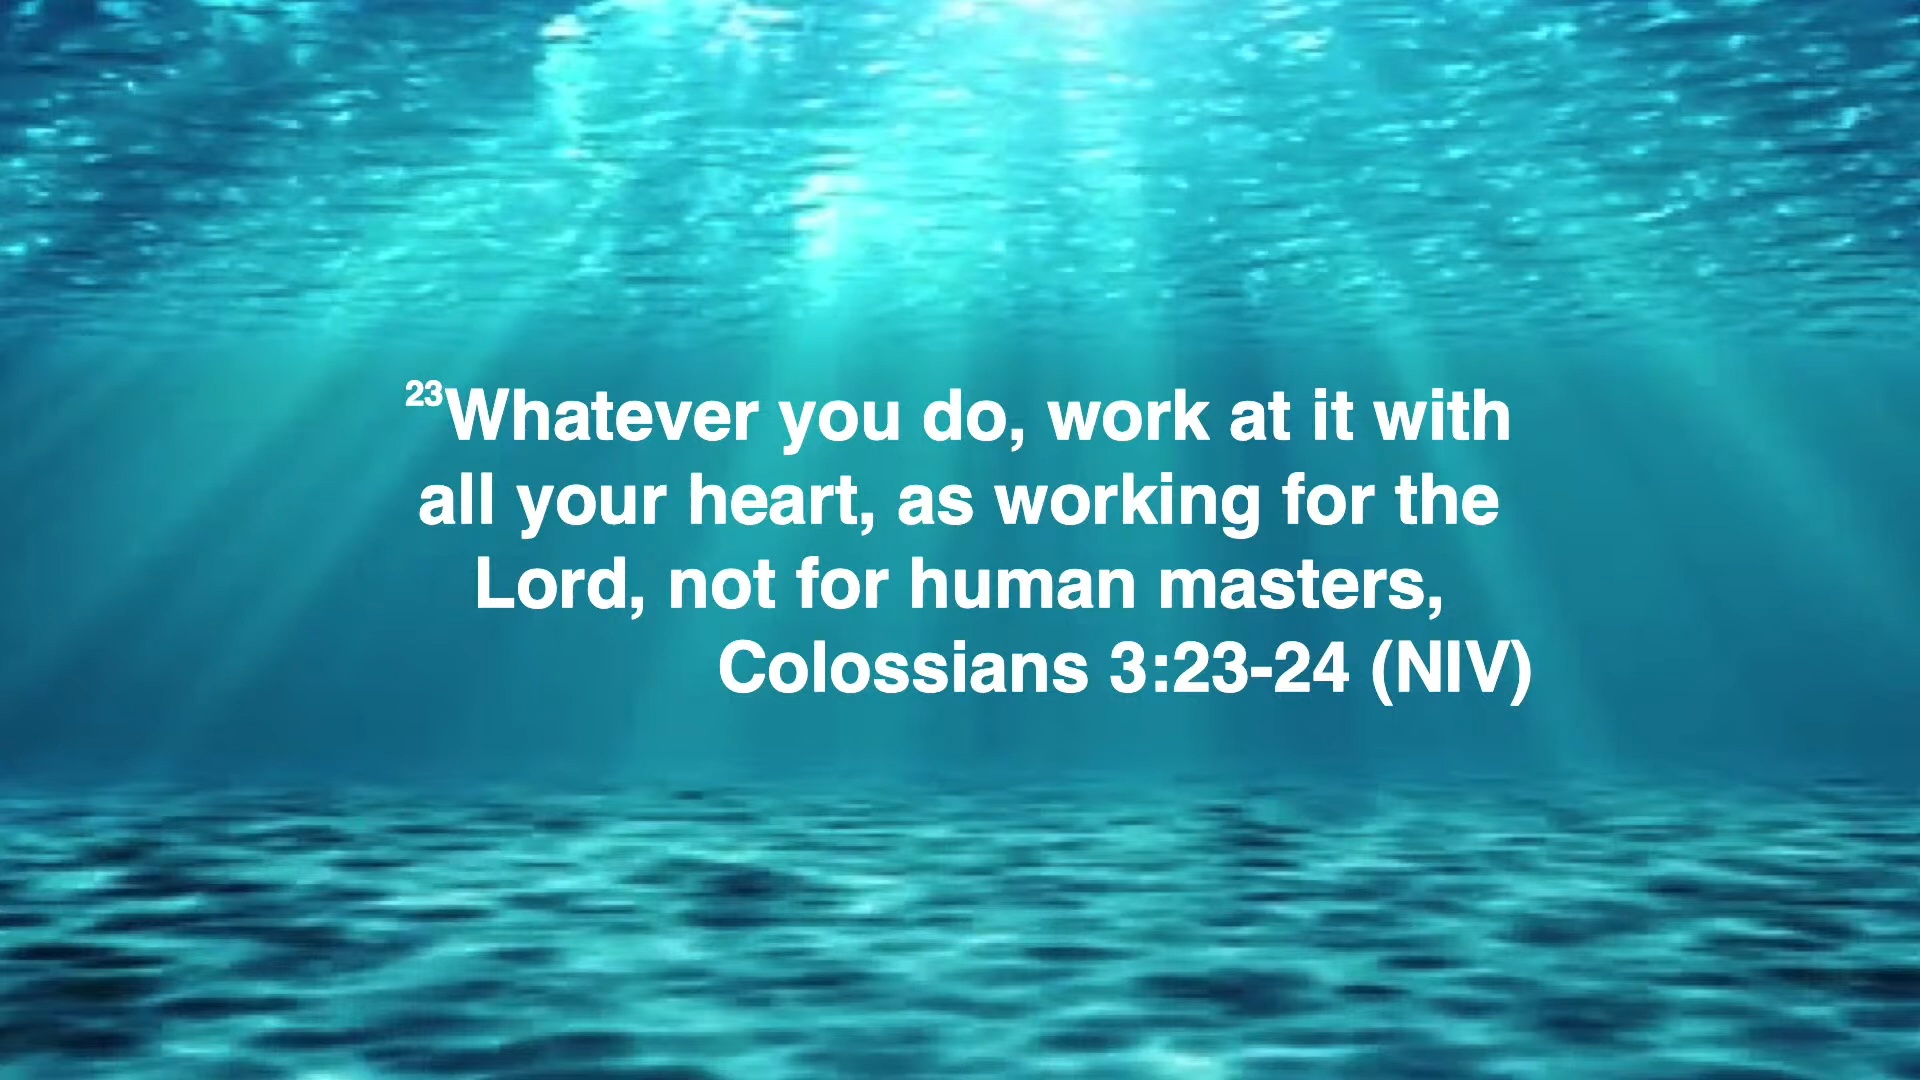 23Whatever you do, work at it with
all your heart, as working for the
Lord, not for human masters,
Colossians 3:23-24 (NIV)